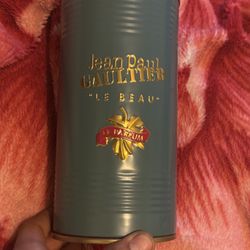 Jean Paul
GAULTIER
"LE BEAU"
LE PARFUM